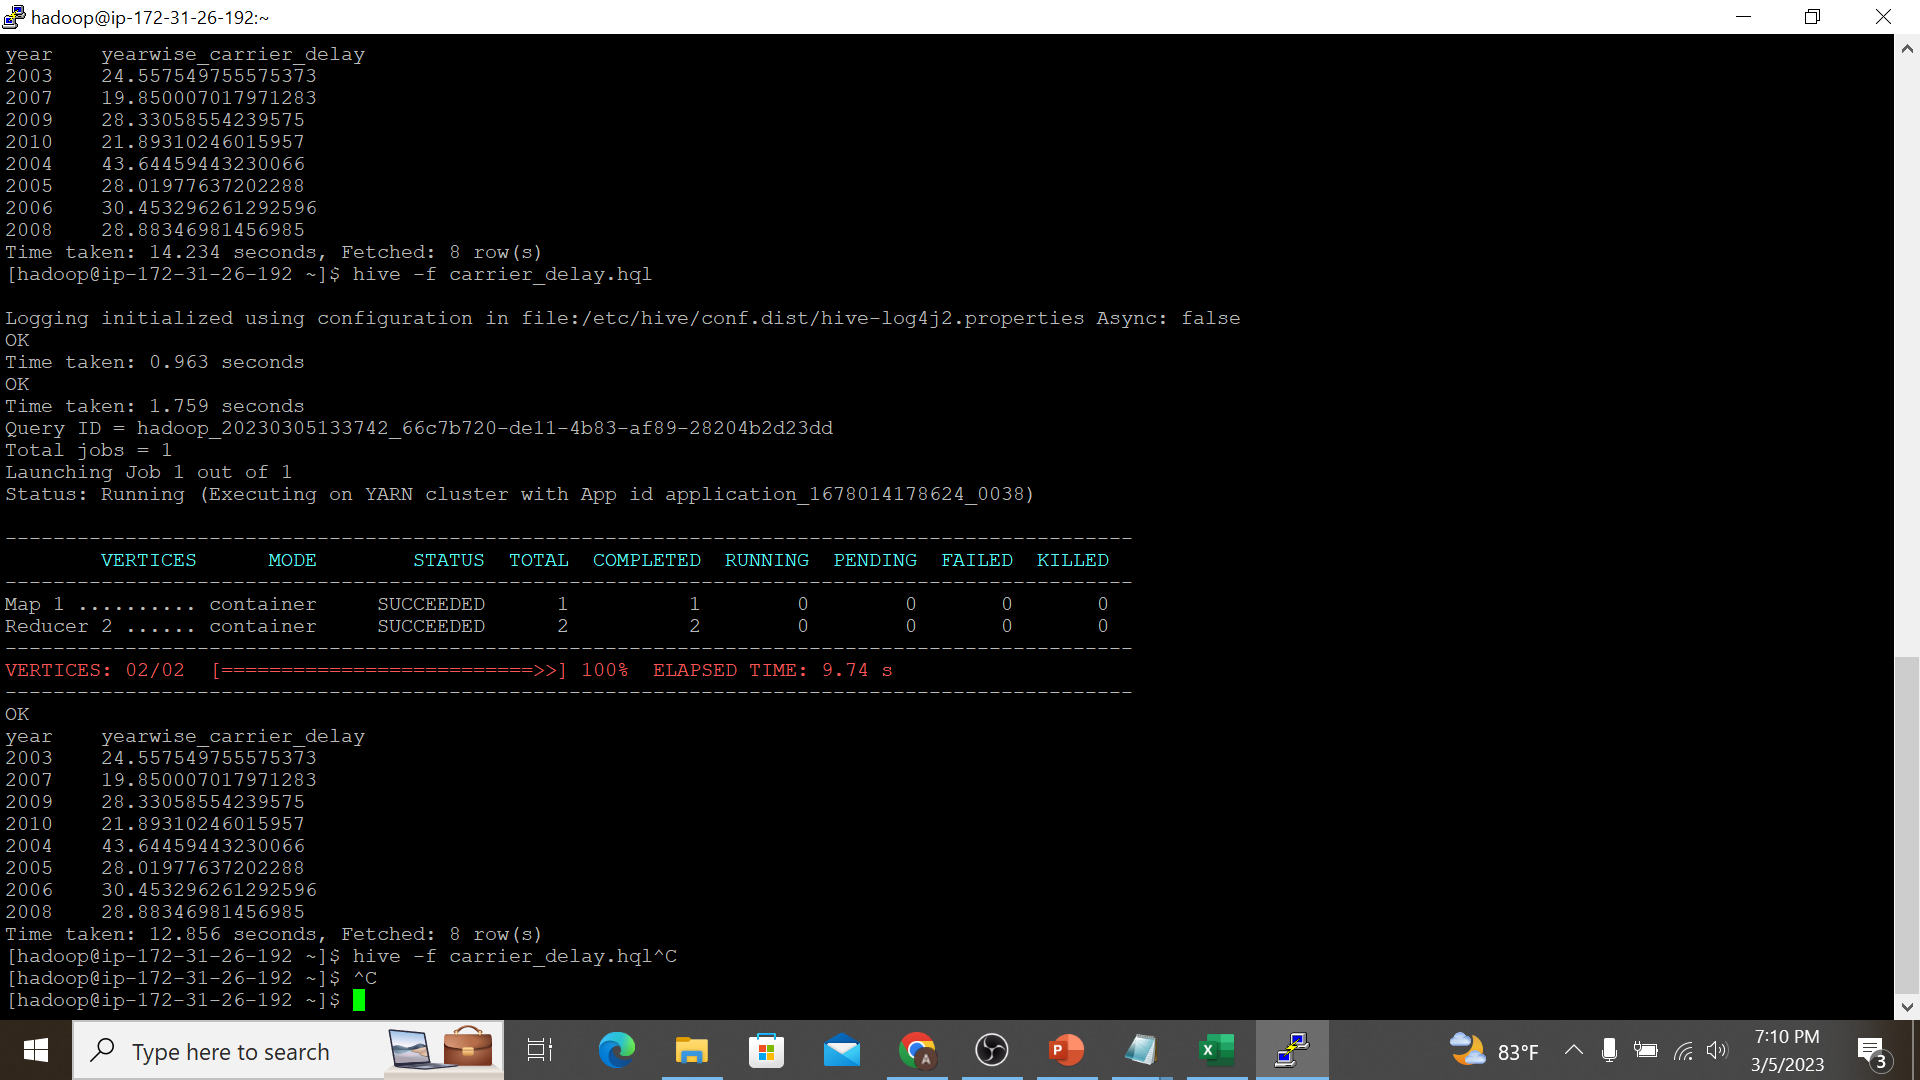 hadoop@ip-172-31-26-192:~
year    yearwise_carrier_delay
2003    24.557549755575373
2007    19.850007017971283
2009    28.33058554239575
2010    21.89310246015957
2004    43.64459443230066
2005    28.01977637202288
2006    30.453296261292596
2008    28.88346981456985
Time taken: 14.234 seconds, Fetched: 8 row(s)
[hadoop@ip-172-31-26-192 ~]$ hive -f carrier_delay.hql
Logging initialized using configuration in file:/etc/hive/conf.dist/hive-log4j2.properties Async: false
OK
Time taken: 0.963 seconds
OK
Time taken: 1.759 seconds
Query ID = hadoop_20230305133742_66c7b720-de11-4b83-af89-28204b2d23dd
Total jobs = 1
Launching Job 1 out of 1
Status: Running (Executing on YARN cluster with App id application_1678014178624_0038)
----------------------------------------------------------------------------------------------
        VERTICES      MODE        STATUS  TOTAL  COMPLETED  RUNNING  PENDING  FAILED  KILLED
----------------------------------------------------------------------------------------------
Map 1 .......... container     SUCCEEDED      1          1        0        0       0       0
Reducer 2 ...... container     SUCCEEDED      2          2        0        0       0       0
----------------------------------------------------------------------------------------------
VERTICES: 02/02  [==========================>>] 100%  ELAPSED TIME: 9.74 s
----------------------------------------------------------------------------------------------
OK
year    yearwise_carrier_delay
2003    24.557549755575373
2007    19.850007017971283
2009    28.33058554239575
2010    21.89310246015957
2004    43.64459443230066
2005    28.01977637202288
2006    30.453296261292596
2008    28.88346981456985
Time taken: 12.856 seconds, Fetched: 8 row(s)
[hadoop@ip-172-31-26-192 ~]$ hive -f carrier_delay.hql^C
[hadoop@ip-172-31-26-192 ~]$ ^C
[hadoop@ip-172-31-26-192 ~]$
Type here to search
A
P
X
83°F
7:10 PM
3/5/2023
3